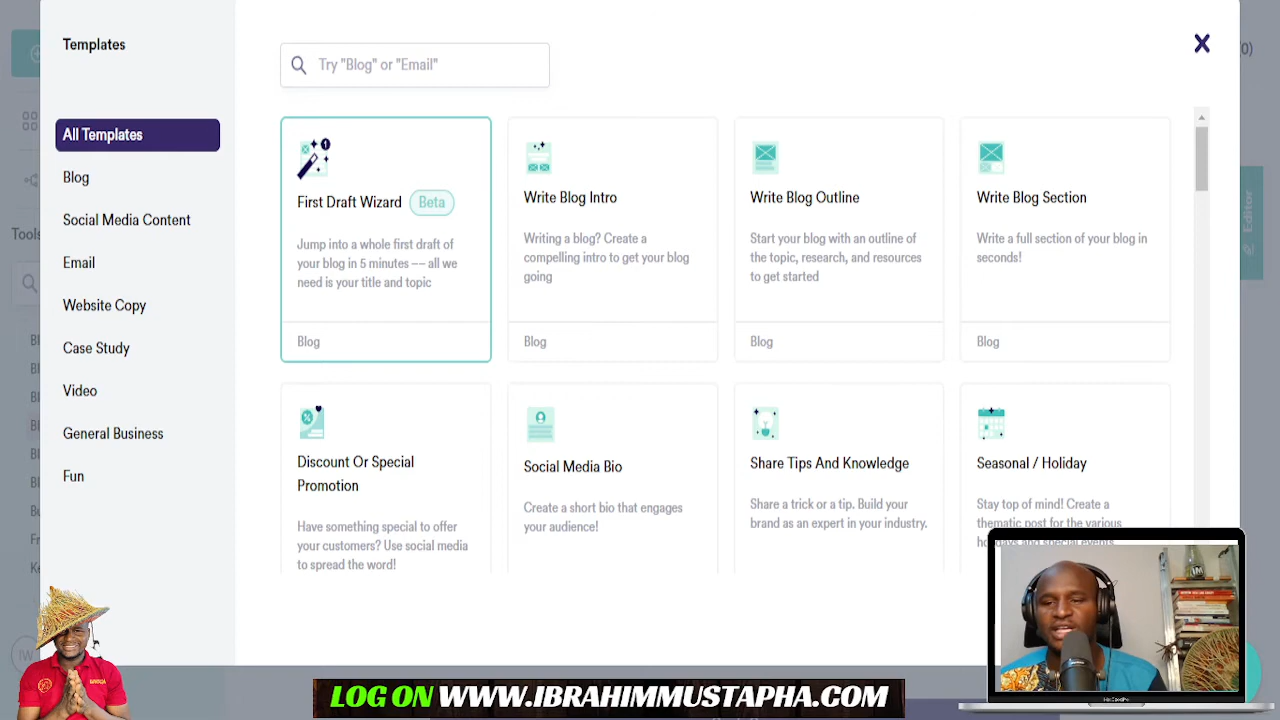 Templates
Try "Blog" or "Email"
X
(0)
All Templates
Blog
Social Media Content
Email
Website Copy
Case Study
Video
General Business
Fun
Tools
Editor
First Draft Wizard Beta
Jump into a whole first draft of
your blog in 5 minutes — all we
need is your title and topic
Blog
Write Blog Intro
Writing a blog? Create a
compelling intro to get your blog
going
Blog
Write Blog Outline
Start your blog with an outline of
the topic, research, and resources
to get started
Blog
Write Blog Section
Write a full section of your blog in
seconds!
Blog
Discount Or Special
Promotion
Have something special to offer
your customers? Use social media
to spread the word!
Social Media Bio
Create a short bio that engages
your audience!
Share Tips And Knowledge
Share a trick or a tip. Build your
brand as an expert in your industry.
Seasonal / Holiday
Stay top of mind! Create a
thematic post for the various
holidays and special events.
LOG ON WWW.IBRAHIMMUSTAPHA.COM